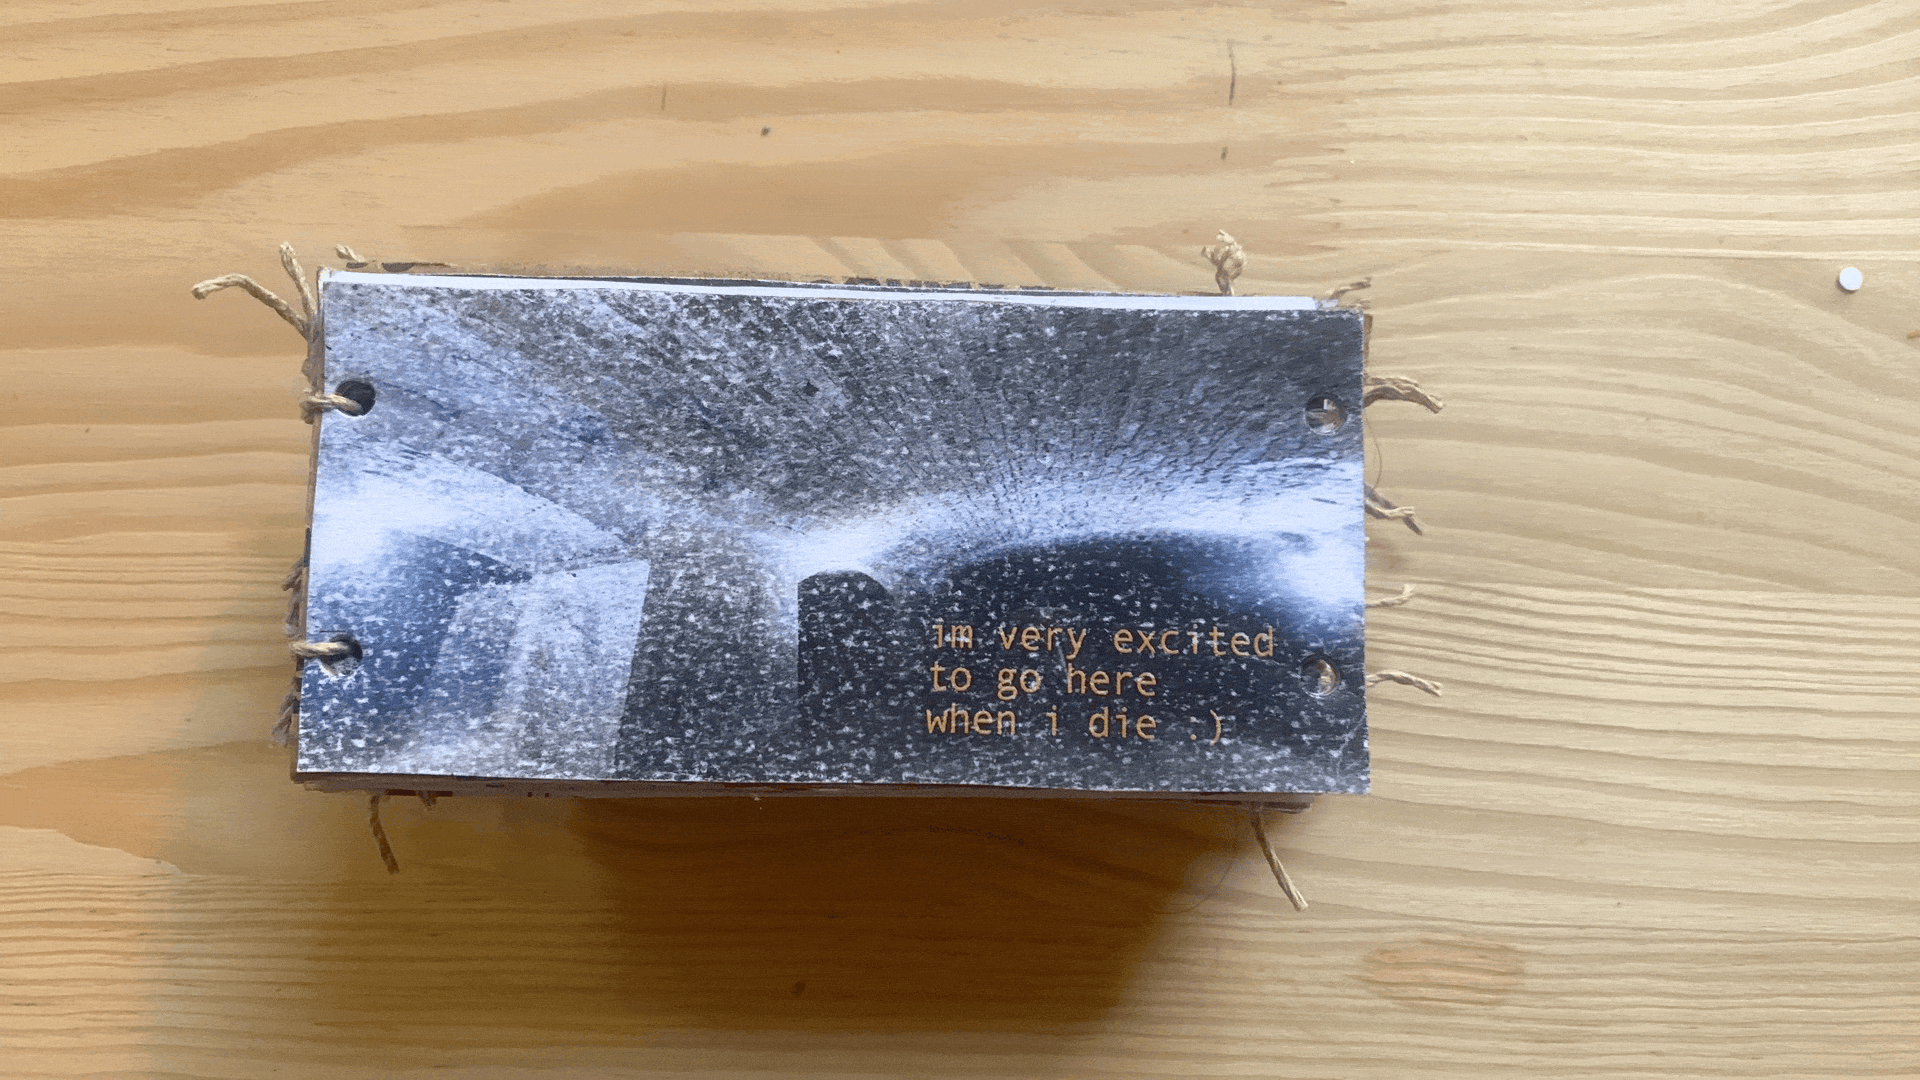 im very excited
to go here
when i die :)